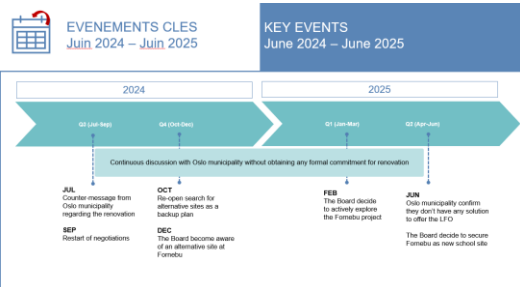 EVENEMENTS CLES
Juin 2024 – Juin 2025
KEY EVENTS
June 2024 – June 2025
2024
2025
Q3 (Jul-Sep)
Q4 (Oct-Dec)
Q1 (Jan-Mar)
Q2 (Apr-Jun)
Continuous discussion with Oslo municipality without obtaining any formal commitment for renovation
JUL
Counter-message from
Oslo municipality
regarding the renovation
SEP
Restart of negotiations
OCT
Re-open search for
alternative sites as a
backup plan
DEC
The Board become aware
of an alternative site at
Fornebu
FEB
The Board decide
to actively explore
the Fornebu project
JUN
Oslo municipality confirm
they don't have any solution
to offer the LFO
The Board decide to secure
Fornebu as new school site